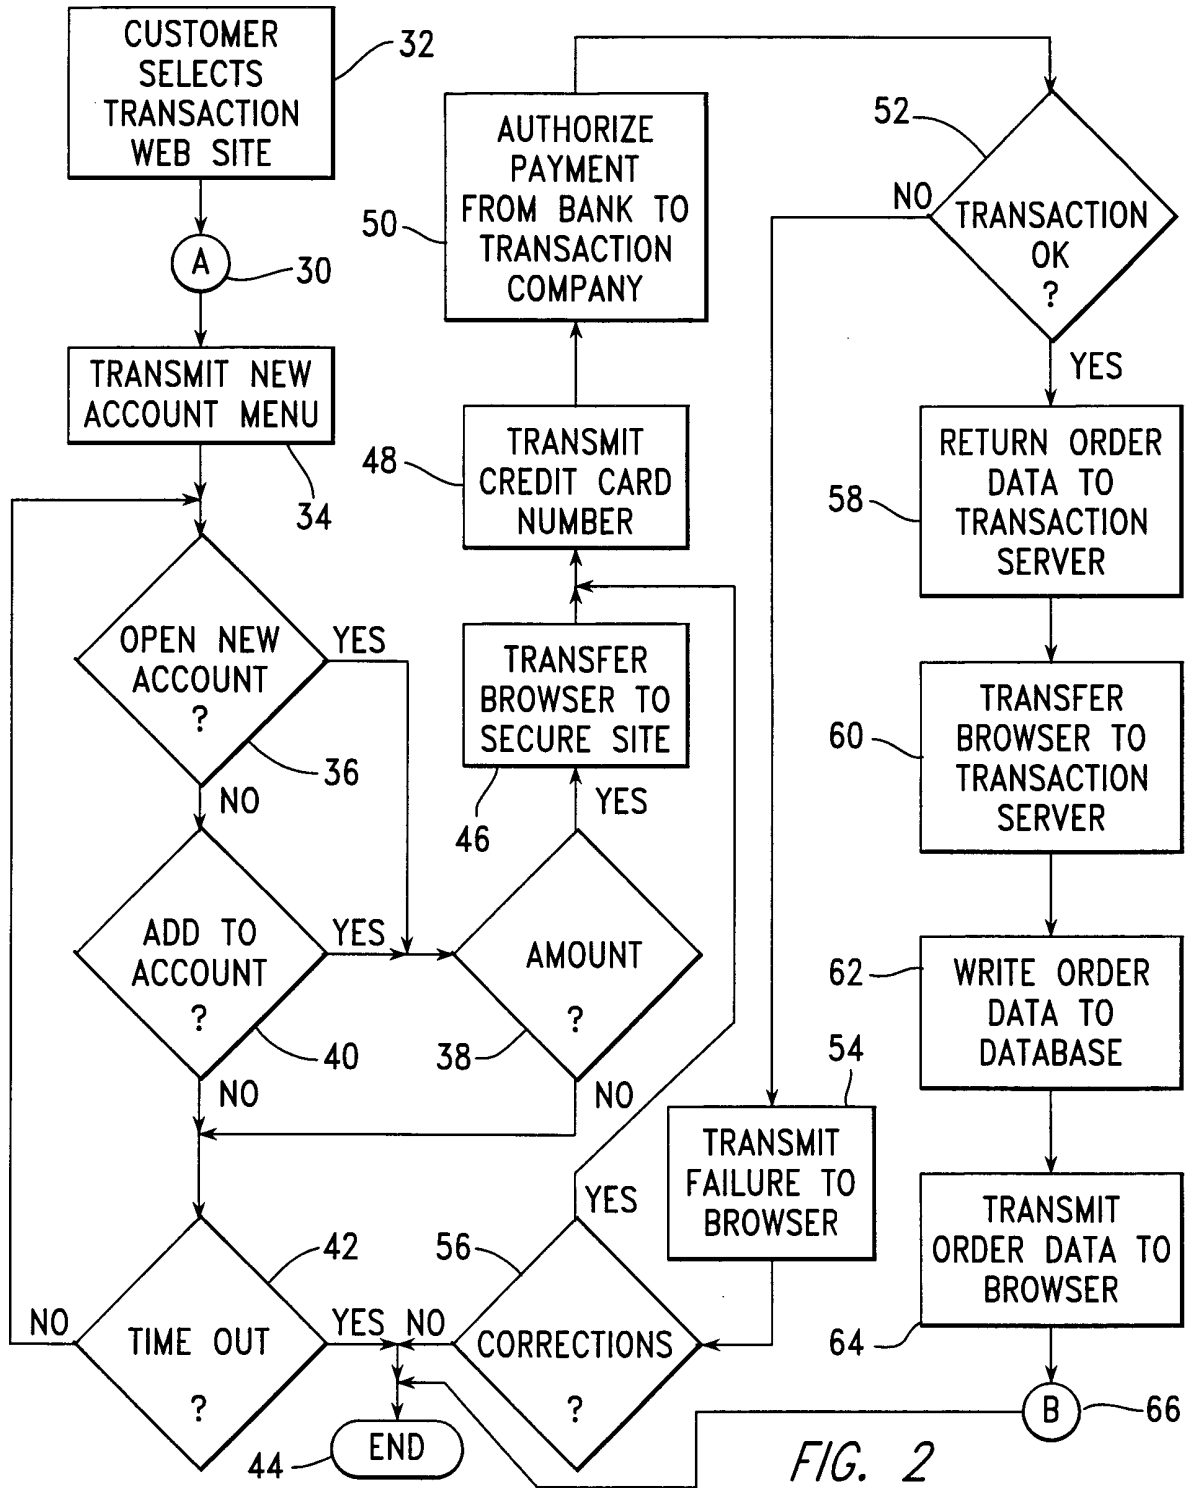 CUSTOMER
SELECTS
TRANSACTION
WEB SITE
32
A
30
TRANSMIT NEW
ACCOUNT MENU
34
OPEN NEW
ACCOUNT
?
YES
36
NO
ADD TO
ACCOUNT
?
YES
40
NO
TIME OUT
?
42
NO
YES
END
44
AUTHORIZE
PAYMENT
FROM BANK TO
TRANSACTION
COMPANY
50
TRANSMIT
CREDIT CARD
NUMBER
48
TRANSFER
BROWSER TO
SECURE SITE
46
YES
AMOUNT
?
38
NO
YES
56
NO
CORRECTIONS
?
52
NO
TRANSACTION
OK
?
YES
54
TRANSMIT
FAILURE TO
BROWSER
RETURN ORDER
DATA TO
TRANSACTION
SERVER
58
TRANSFER
BROWSER TO
TRANSACTION
SERVER
60
WRITE ORDER
DATA TO
DATABASE
62
TRANSMIT
ORDER DATA TO
BROWSER
64
B
66
FIG. 2